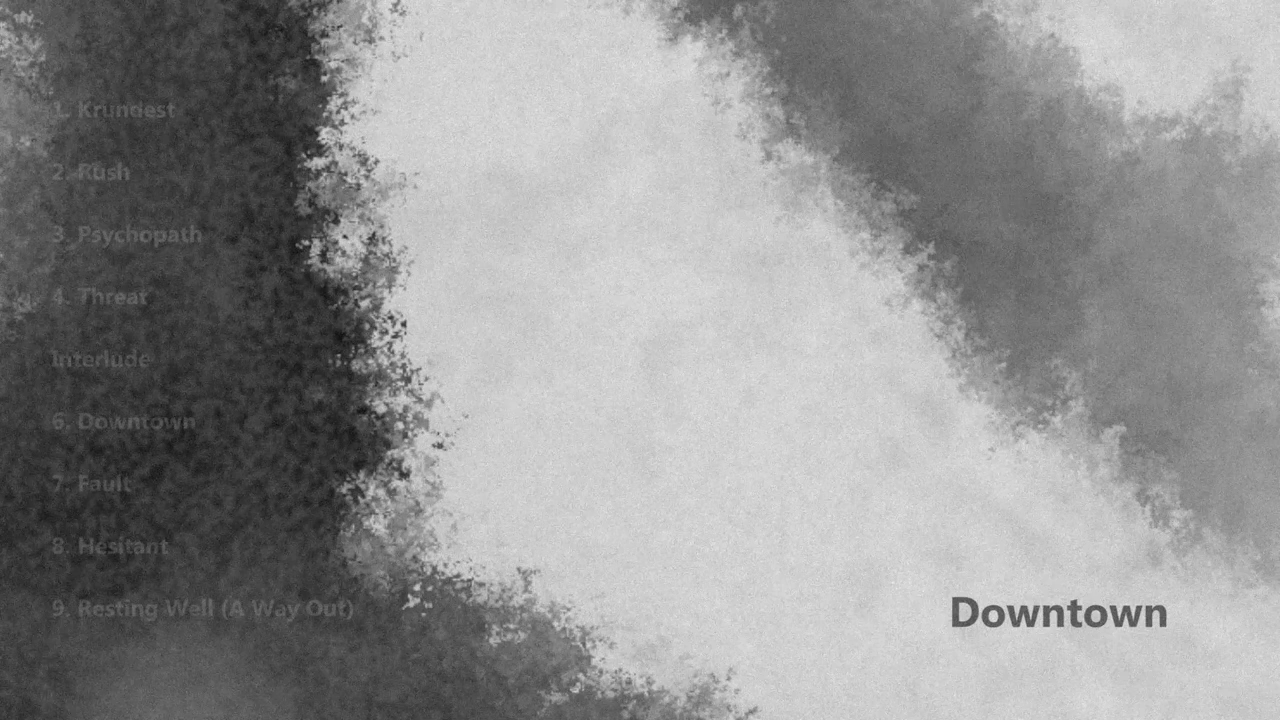 1. Krundest
2. Rush
3. Psychopath
4. Threat
Interlude
6. Downtown
7. Fault
8. Hesitant
9. Resting Well (A Way Out)
Downtown